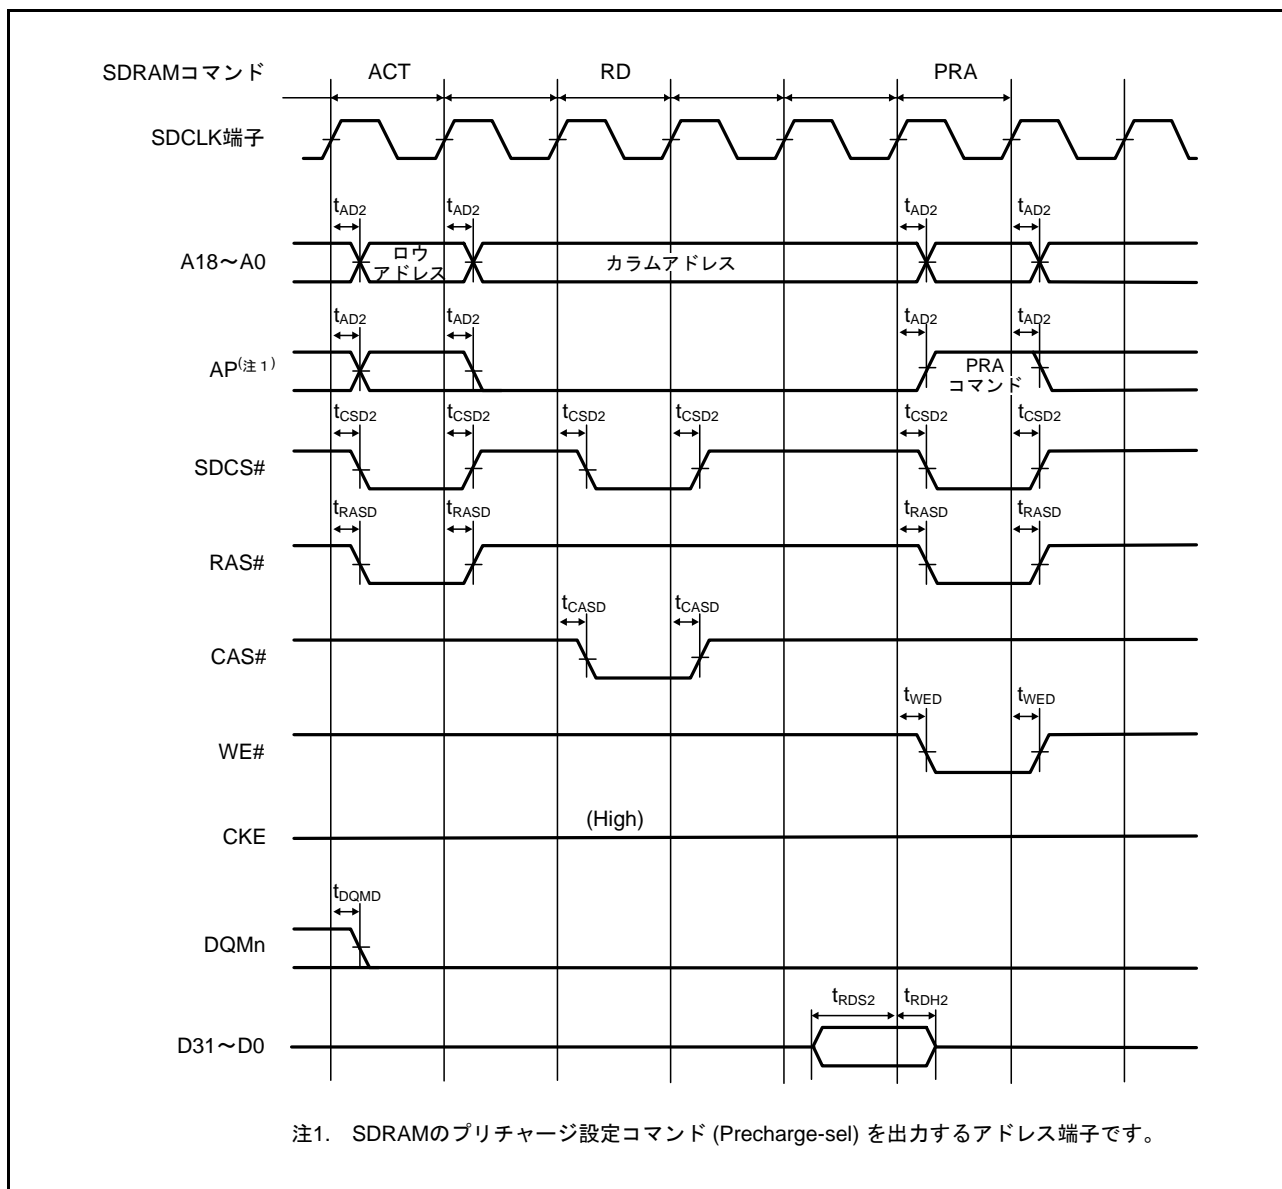 SDRAMコマンド ACT RD PRA
SDCLK端子
tAD2 tAD2 tAD2 tAD2
A18～A0 ロウ アドレス カラムアドレス
tAD2 tAD2 tAD2 tAD2
AP(注1) PRA コマンド
tCSD2 tCSD2 tCSD2 tCSD2 tCSD2 tCSD2
SDCS#
tRASD tRASD tRASD tRASD
RAS#
tCASD tCASD
CAS#
tWED tWED
WE#
(High)
CKE
tDQMD
DQMn
tRDS2 tRDH2
D31～D0
注1. SDRAMのプリチャージ設定コマンド (Precharge-sel) を出力するアドレス端子です。